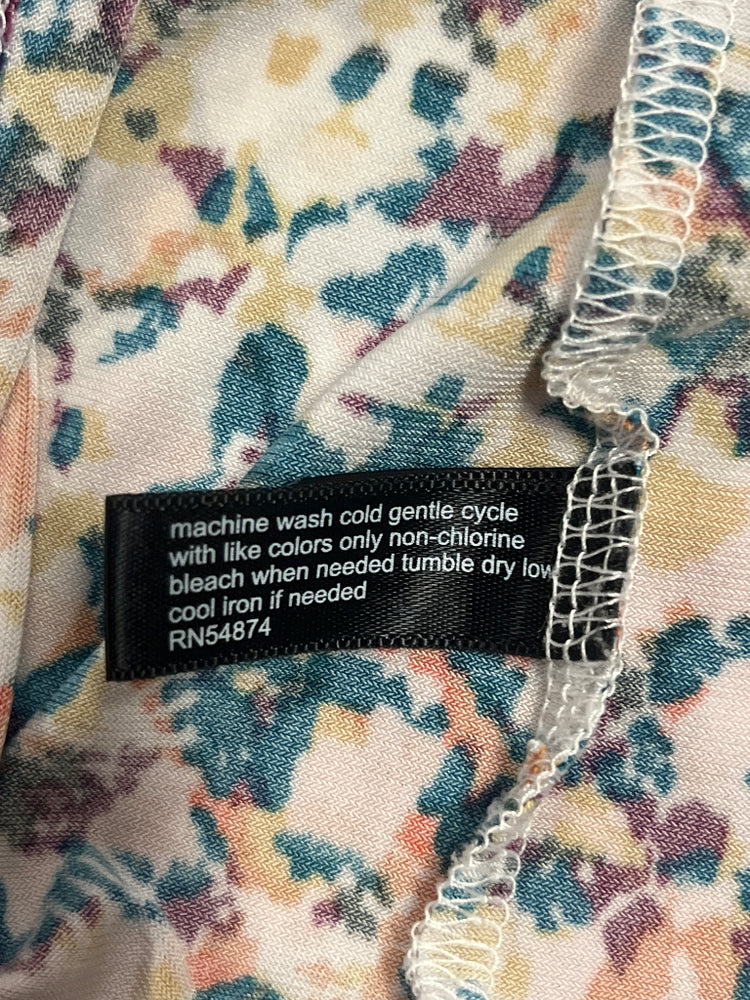 machine wash cold gentle cycle
with like colors only non-chlorine
bleach when needed tumble dry low
cool iron if needed
RN54874